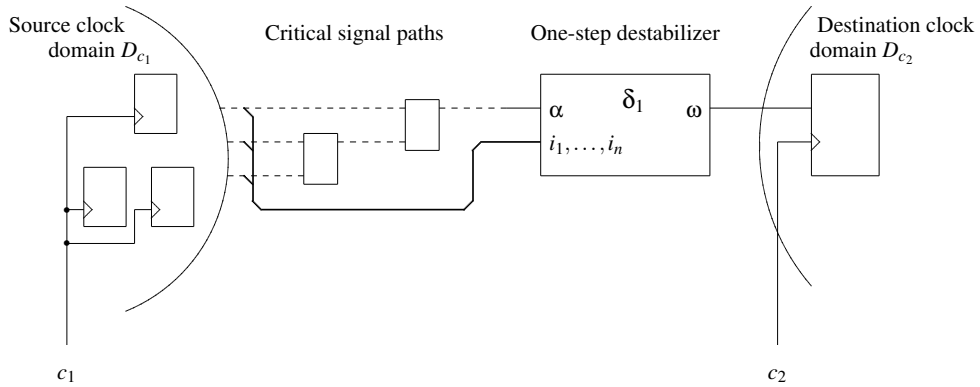 Source clock
domain D_{c_1}
Critical signal paths
One-step destabilizer
Destination clock
domain D_{c_2}
α
δ_1
ω
i_1,...,i_n
c_1
c_2